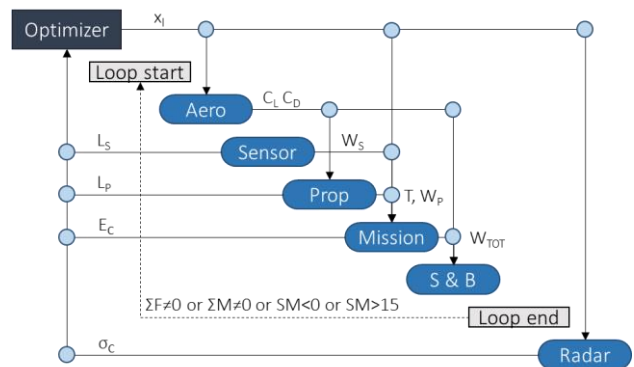 Optimizer
x_I
Loop start
Aero
C_L C_D
L_S
Sensor
W_S
L_P
Prop
T, W_P
E_C
Mission
W_TOT
S & B
ΣF≠0 or ΣM≠0 or SM<0 or SM>15
Loop end
σ_C
Radar